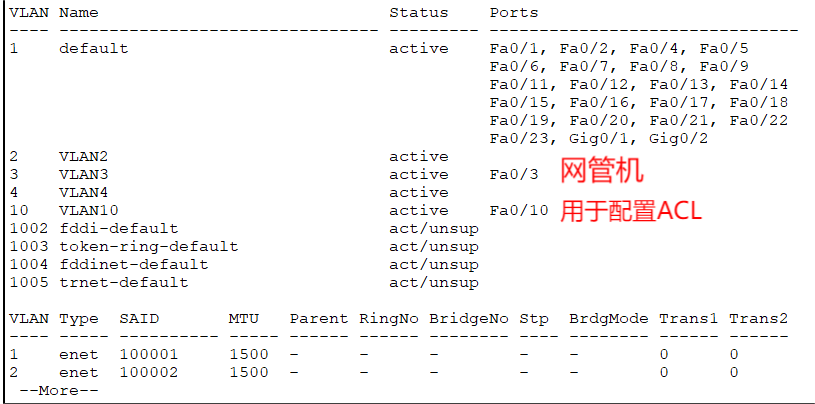 VLAN Name                             Status    Ports
---- -------------------------------- --------- -------------------------------
1    default                          active    Fa0/1, Fa0/2, Fa0/4, Fa0/5
                                                Fa0/6, Fa0/7, Fa0/8, Fa0/9
                                                Fa0/11, Fa0/12, Fa0/13, Fa0/14
                                                Fa0/15, Fa0/16, Fa0/17, Fa0/18
                                                Fa0/19, Fa0/20, Fa0/21, Fa0/22
                                                Fa0/23, Gig0/1, Gig0/2
2    VLAN2                            active
3    VLAN3                            active    Fa0/3  网管机
4    VLAN4                            active
10   VLAN10                           active    Fa0/10 用于配置ACL
1002 fddi-default                     act/unsup
1003 token-ring-default               act/unsup
1004 fddinet-default                  act/unsup
1005 trnet-default                    act/unsup
VLAN Type  SAID       MTU   Parent RingNo BridgeNo Stp  BrdgMode Trans1 Trans2
---- ----- ---------- ----- ------ ------ -------- ---- -------- ------ ------
1    enet  100001     1500  -      -      -        -    -        0      0
2    enet  100002     1500  -      -      -        -    -        0      0
 --More--